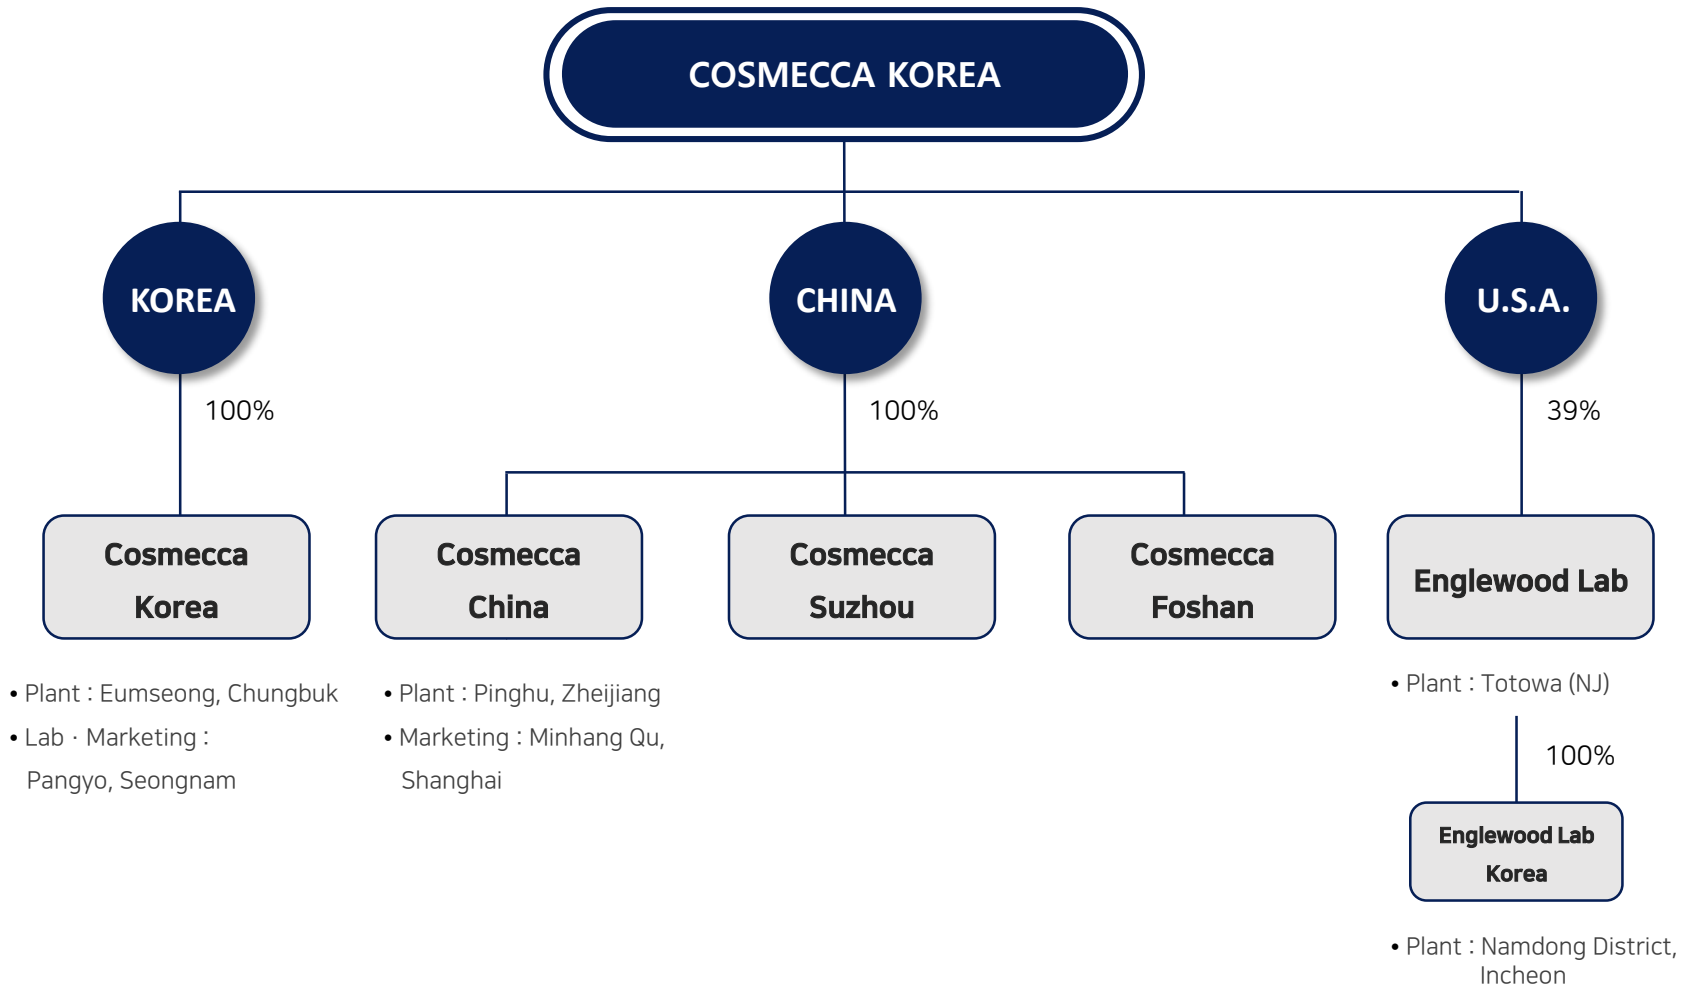 COSMECCA KOREA
KOREA
CHINA
U.S.A.
100%
100%
39%
Cosmecca
Korea
Cosmecca
China
Cosmecca
Suzhou
Cosmecca
Foshan
Englewood Lab
• Plant : Eumseong, Chungbuk
• Lab · Marketing :
Pangyo, Seongnam
• Plant : Pinghu, Zheijiang
• Marketing : Minhang Qu,
Shanghai
• Plant : Totowa (NJ)
100%
Englewood Lab
Korea
• Plant : Namdong District,
Incheon